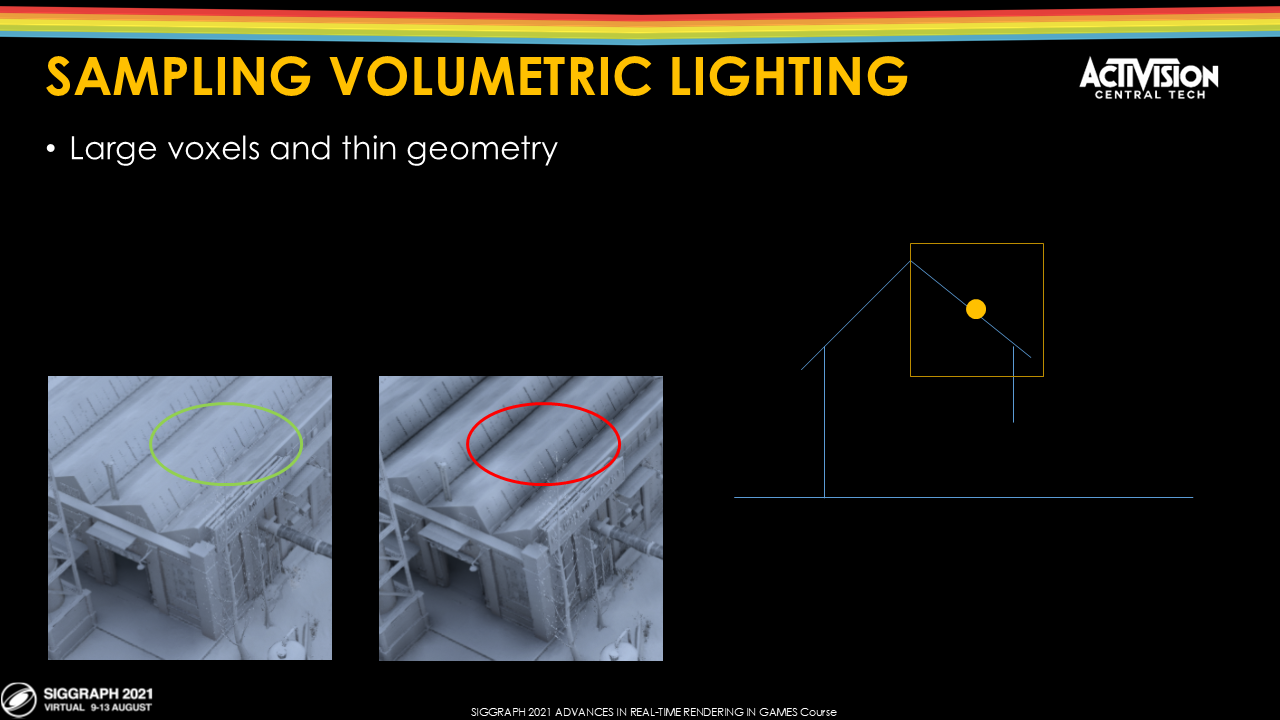 SAMPLING VOLUMETRIC LIGHTING
ACTIVISION
CENTRAL TECH
• Large voxels and thin geometry
SIGGRAPH 2021
VIRTUAL 9-13 AUGUST
SIGGRAPH 2021 ADVANCES IN REAL-TIME RENDERING IN GAMES Course